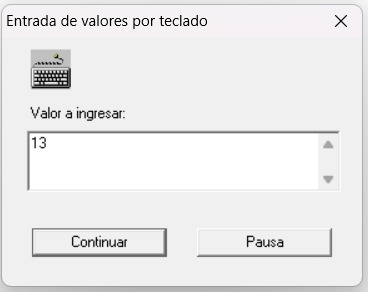 Entrada de valores por teclado
Valor a ingresar:
13
Continuar
Pausa